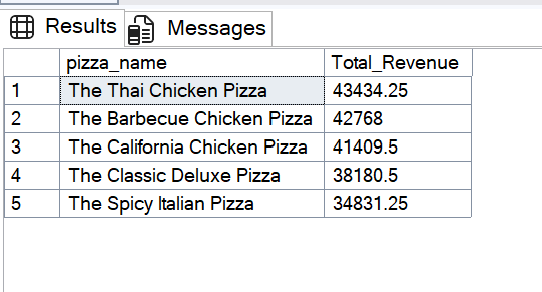 Results Messages
pizza_name Total_Revenue
1 The Thai Chicken Pizza 43434.25
2 The Barbecue Chicken Pizza 42768
3 The California Chicken Pizza 41409.5
4 The Classic Deluxe Pizza 38180.5
5 The Spicy Italian Pizza 34831.25